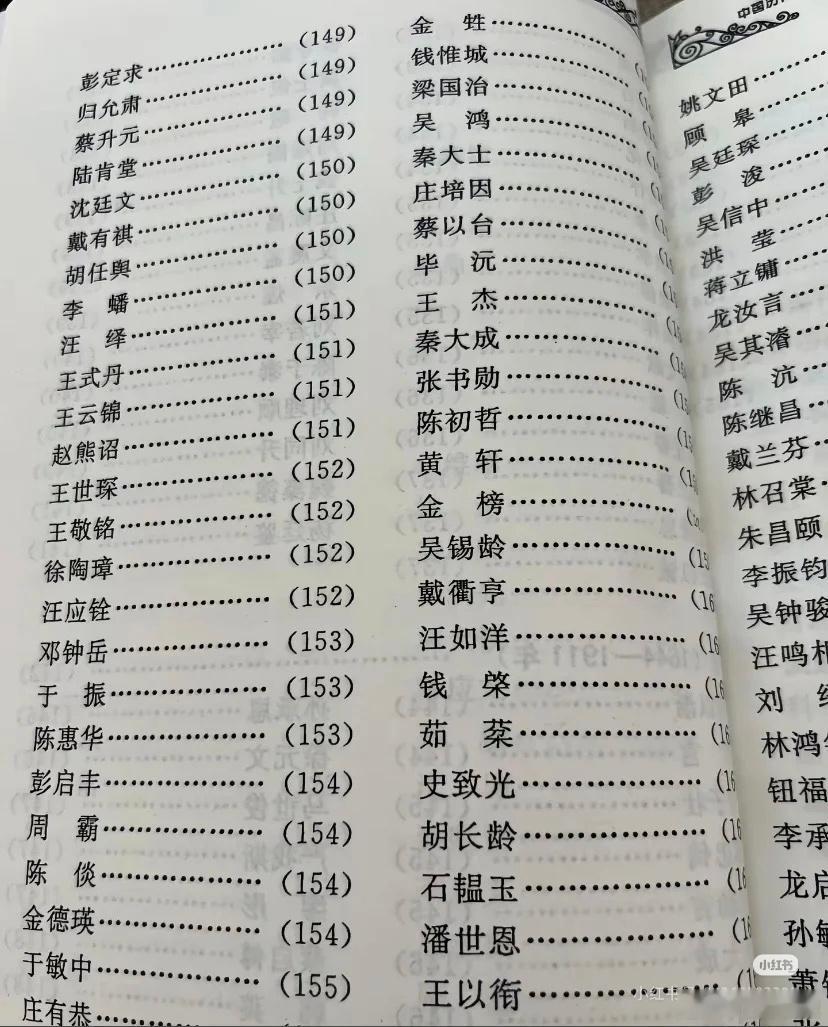 彭定求……………(149)
归允肃……………(149)
蔡升元……………(149)
陆肯堂……………(149)
沈廷文……………(150)
戴有祺……………(150)
胡任舆……………(150)
李　蟠……………(150)
汪　绎……………(151)
王式丹……………(151)
王云锦……………(151)
赵熊诏……………(151)
王世琛……………(152)
王敬铭……………(152)
徐陶璋……………(152)
汪应铨……………(152)
邓钟岳……………(153)
于　振……………(153)
陈惠华……………(153)
彭启丰……………(154)
周　霸……………(154)
陈　倓……………(154)
金德瑛……………(154)
于敏中……………(155)
庄有恭
金　甡……………
钱惟城……………
梁国治……………
吴　鸿……………
秦大士……………
庄培因……………
蔡以台……………
毕　沅……………
王　杰……………
秦大成……………
张书勋……………
陈初哲……………
黄　轩……………
金　榜……………
吴锡龄……………
戴衢亨……………
汪如洋……………
钱　棨……………
茹　棻……………
史致光……………
胡长龄……………
石韫玉……………
潘世恩……………
王以衔……………
中国历
姚文田
顾　皋
吴廷琛
彭　浚
吴信中
洪　莹
蒋立镛
龙汝言
吴其濬
陈　沆
陈继昌
戴兰芬
林召棠
朱昌颐
李振钧
吴钟骏
汪鸣
刘
林鸿
钮福
李承
龙启
孙
萧
小红书
小红书